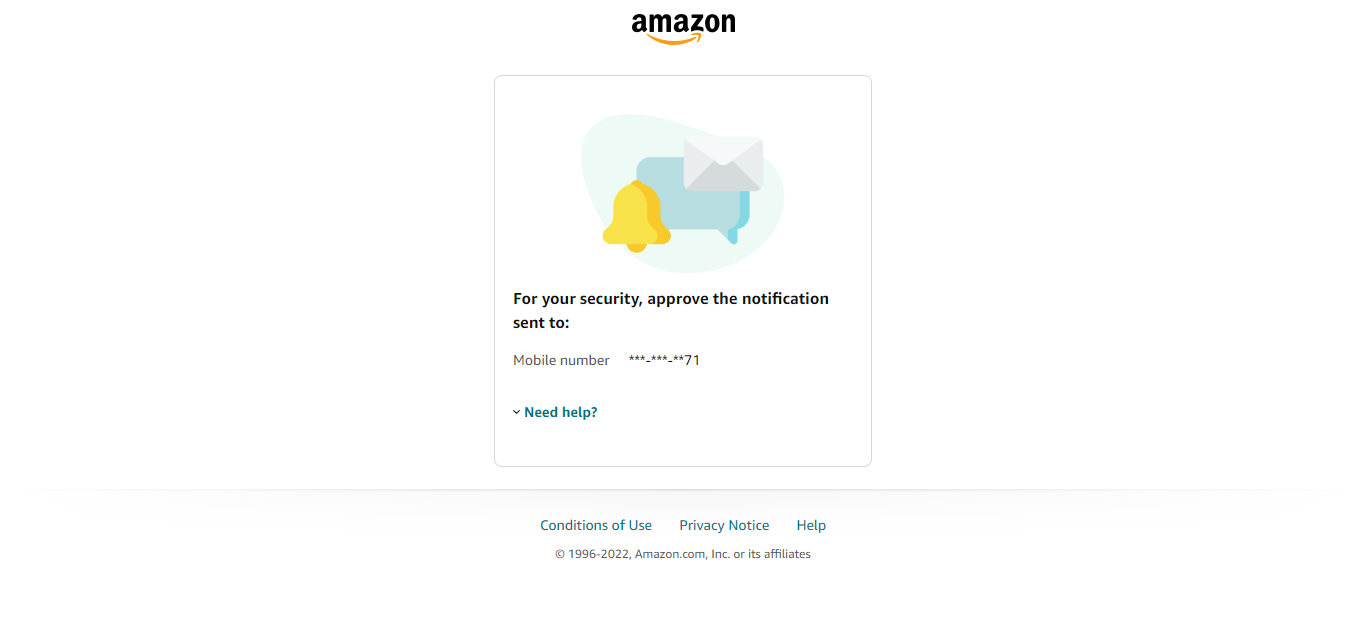 amazon
For your security, approve the notification
sent to:
Mobile number ***-***-**71
Need help?
Conditions of Use Privacy Notice Help
© 1996-2022, Amazon.com, Inc. or its affiliates